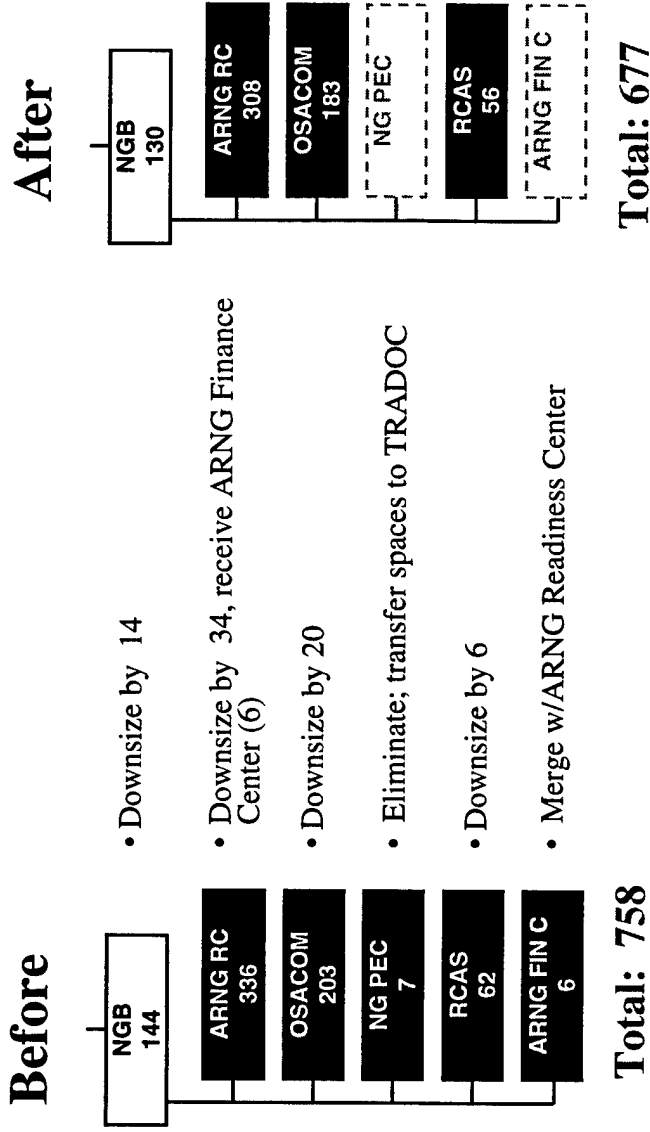 Before
NGB
144
ARNG RC
336
OSACOM
203
NG PEC
7
RCAS
62
ARNG FIN C
6
Total: 758
• Downsize by 14
• Downsize by 34, receive ARNG Finance
Center (6)
• Downsize by 20
• Eliminate; transfer spaces to TRADOC
• Downsize by 6
• Merge w/ARNG Readiness Center
After
NGB
130
ARNG RC
308
OSACOM
183
NG PEC
RCAS
56
ARNG FIN C
Total: 677